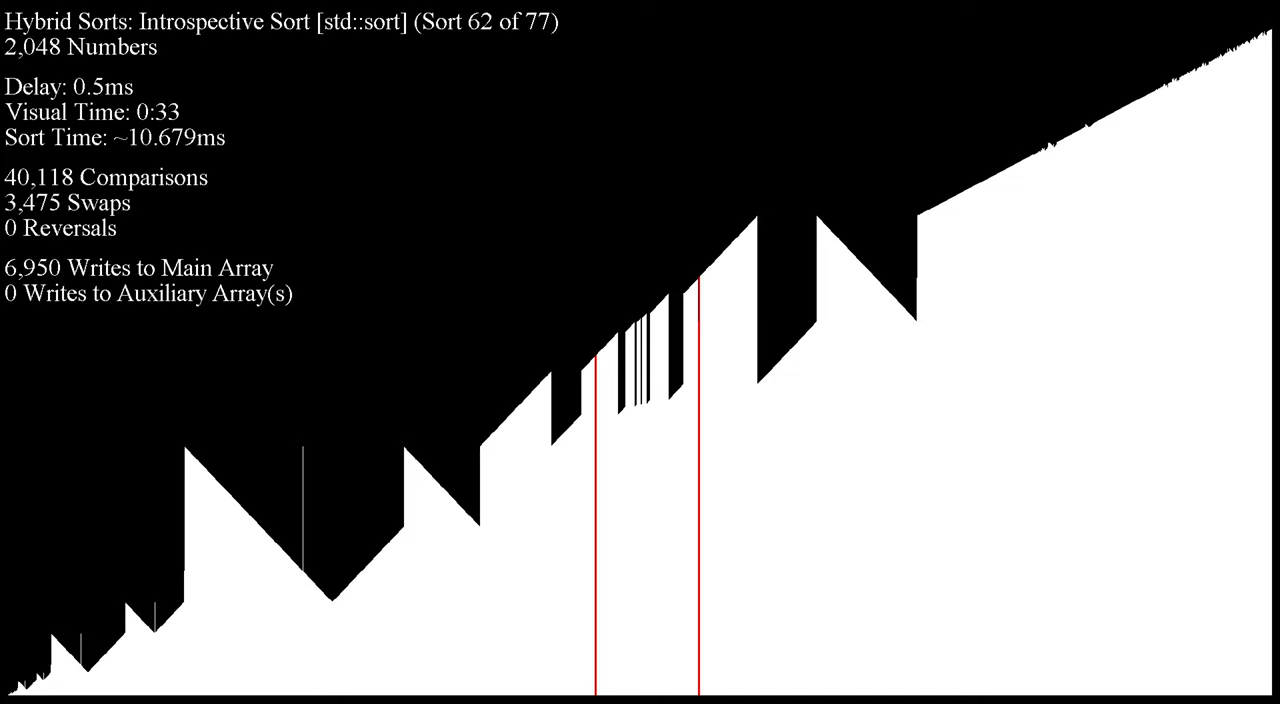 Hybrid Sorts: Introspective Sort [std::sort] (Sort 62 of 77)
2,048 Numbers
Delay: 0.5ms
Visual Time: 0:33
Sort Time: ~10.679ms
40,118 Comparisons
3,475 Swaps
0 Reversals
6,950 Writes to Main Array
0 Writes to Auxiliary Array(s)